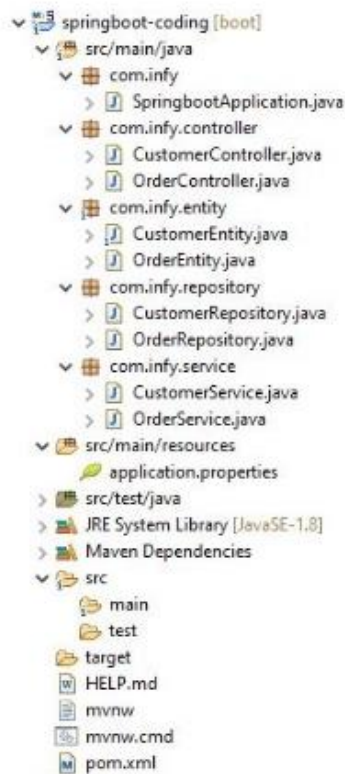 springboot-coding [boot]
src/main/java
com.infy
SpringbootApplication.java
com.infy.controller
CustomerController.java
OrderController.java
com.infy.entity
CustomerEntity.java
OrderEntity.java
com.infy.repository
CustomerRepository.java
OrderRepository.java
com.infy.service
CustomerService.java
OrderService.java
src/main/resources
application.properties
src/test/java
JRE System Library [JavaSE-1.8]
Maven Dependencies
src
main
test
target
HELP.md
mvnw
mvnw.cmd
pom.xml